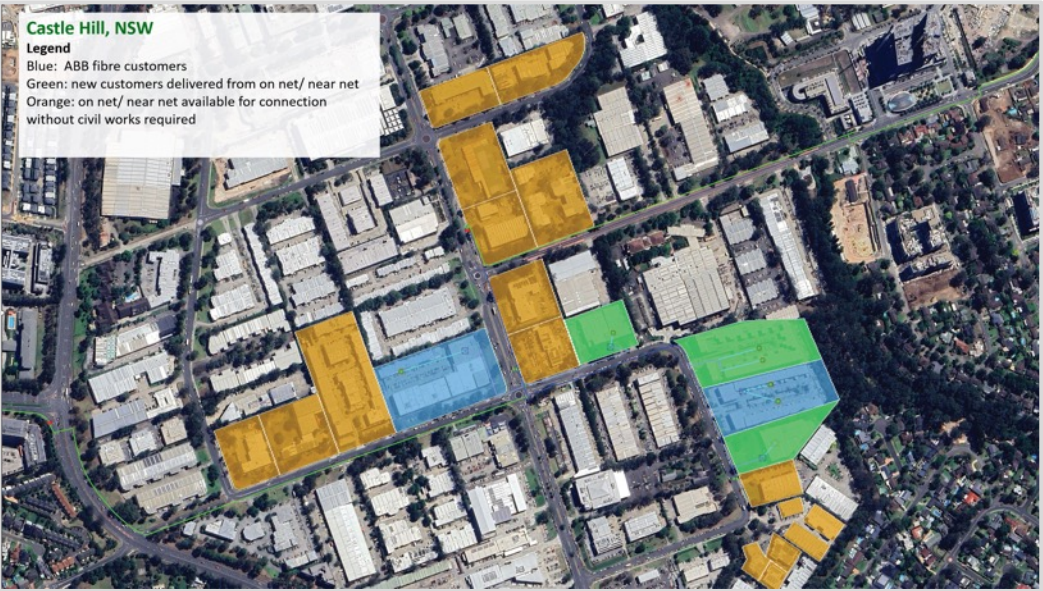 Castle Hill, NSW
Legend
Blue: ABB fibre customers
Green: new customers delivered from on net/ near net
Orange: on net/ near net available for connection
without civil works required